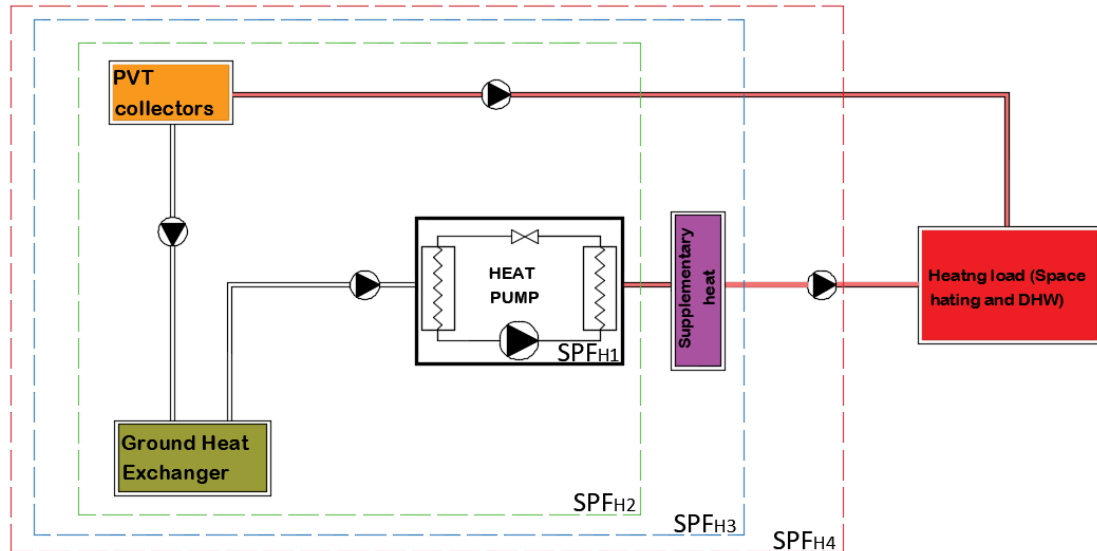 PVT
collectors
HEAT
PUMP
SPFH1
Supplementary
heat
Heatng load (Space
hating and DHW)
Ground Heat
Exchanger
SPFH2
SPFH3
SPFH4